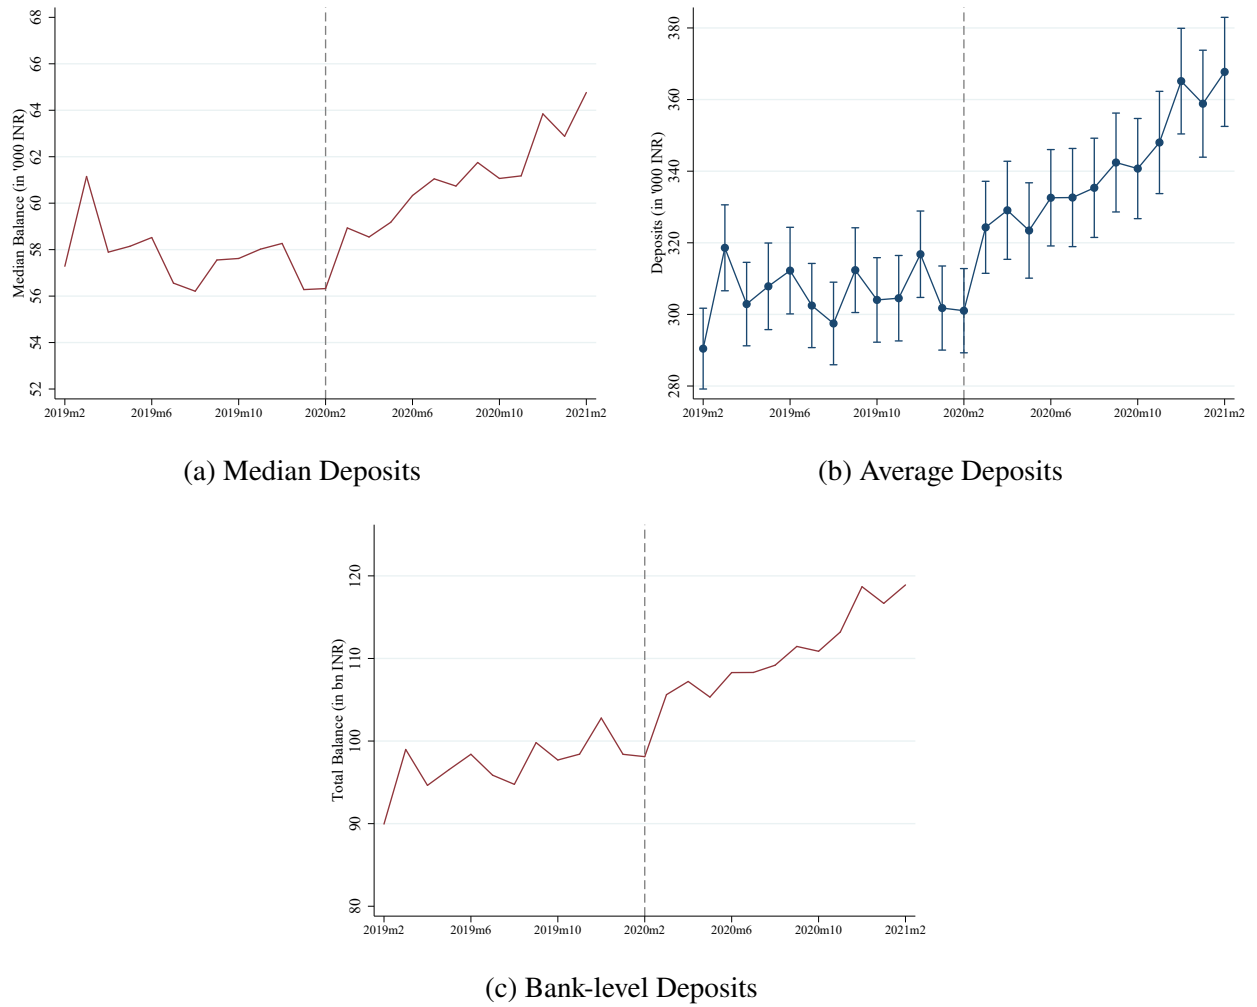 Median Balance (in '000 INR)
68
66
64
62
60
58
56
54
52
2019m2 2019m6 2019m10 2020m2 2020m6 2020m10 2021m2
(a) Median Deposits
Deposits (in '000 INR)
380
360
340
320
300
280
2019m2 2019m6 2019m10 2020m2 2020m6 2020m10 2021m2
(b) Average Deposits
Total Balance (in bn INR)
120
110
100
90
80
2019m2 2019m6 2019m10 2020m2 2020m6 2020m10 2021m2
(c) Bank-level Deposits